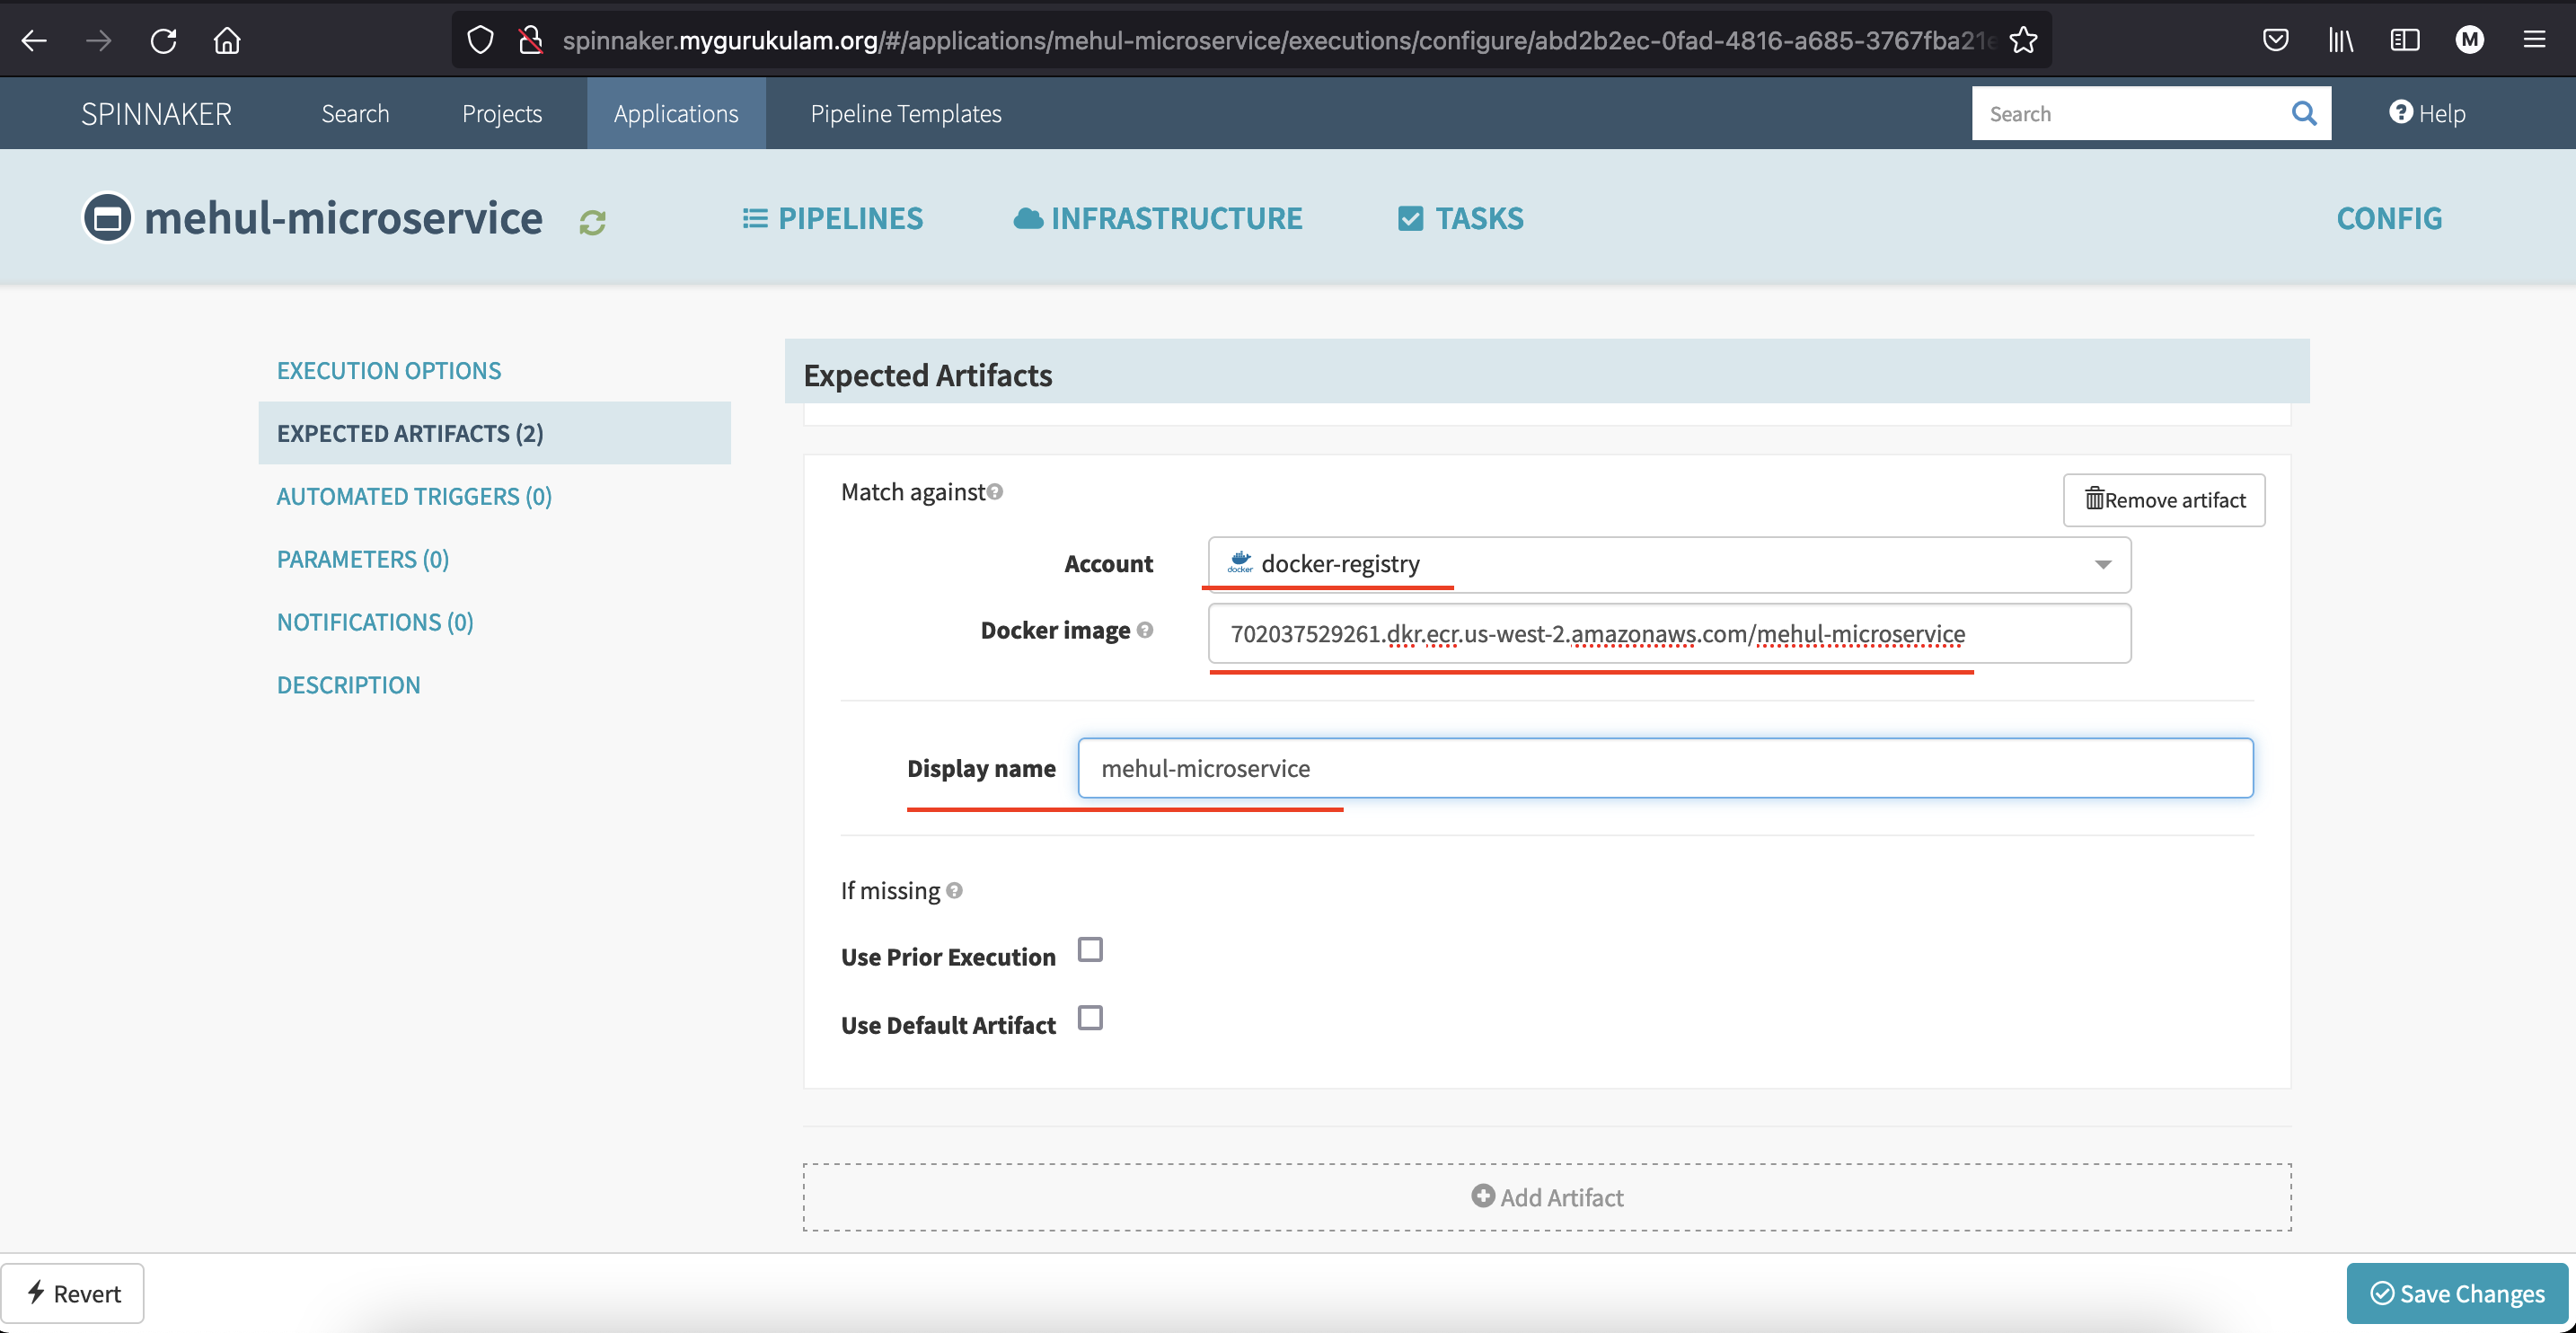 spinnaker.mygurukulam.org/#/applications/mehul-microservice/executions/configure/abd2b2ec-0fad-4816-a685-3767fba21e
M
SPINNAKER Search Projects Applications Pipeline Templates Search Help
mehul-microservice PIPELINES INFRASTRUCTURE TASKS CONFIG
EXECUTION OPTIONS
EXPECTED ARTIFACTS (2)
AUTOMATED TRIGGERS (0)
PARAMETERS (0)
NOTIFICATIONS (0)
DESCRIPTION
Expected Artifacts
Match against
Remove artifact
Account docker docker-registry
Docker image 702037529261.dkr.ecr.us-west-2.amazonaws.com/mehul-microservice
Display name mehul-microservice
If missing
Use Prior Execution
Use Default Artifact
Add Artifact
Revert Save Changes